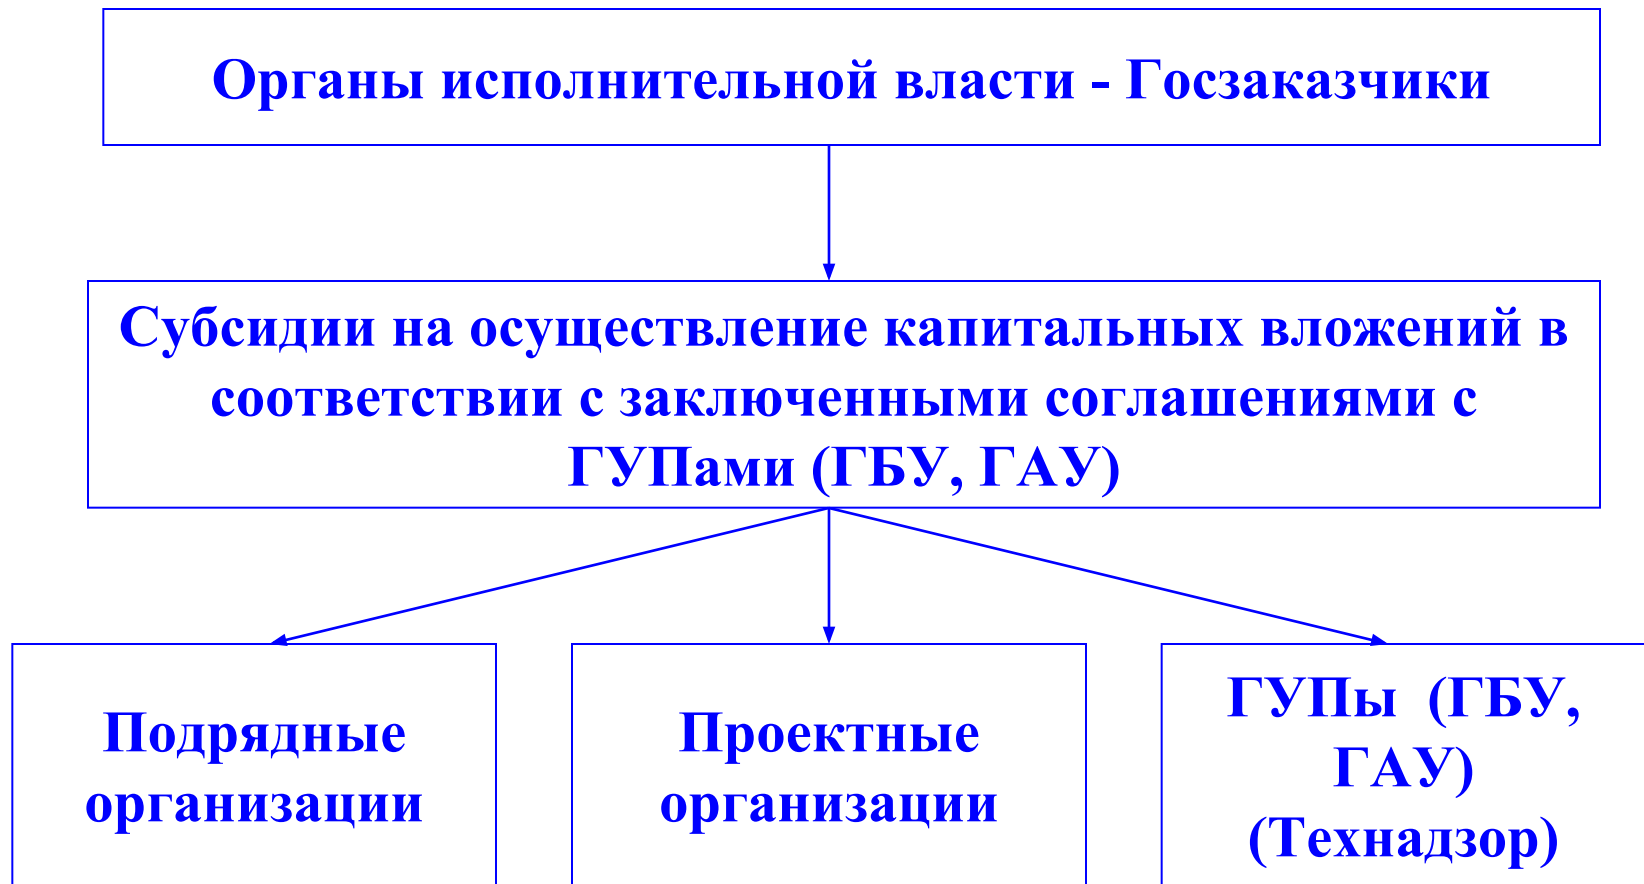 Органы исполнительной власти - Госзаказчики
Субсидии на осуществление капитальных вложений в
соответствии с заключенными соглашениями с
ГУПами (ГБУ, ГАУ)
Подрядные
организации
Проектные
организации
ГУПы (ГБУ,
ГАУ)
(Технадзор)